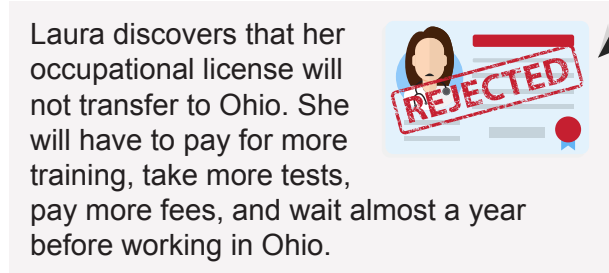 Laura discovers that her
occupational license will
not transfer to Ohio. She
will have to pay for more
training, take more tests,
pay more fees, and wait almost a year
before working in Ohio.
REJECTED